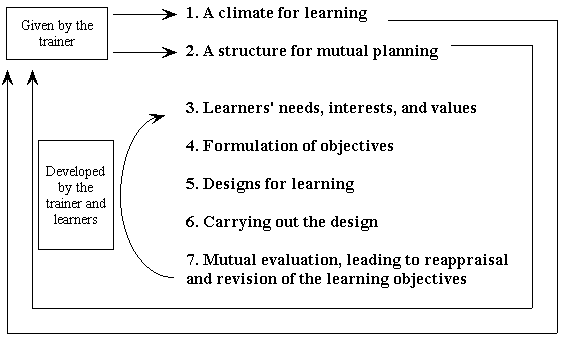 Given by the
trainer
1. A climate for learning
2. A structure for mutual planning
3. Learners' needs, interests, and values
4. Formulation of objectives
Developed
by the
trainer and
learners
5. Designs for learning
6. Carrying out the design
7. Mutual evaluation, leading to reappraisal
and revision of the learning objectives